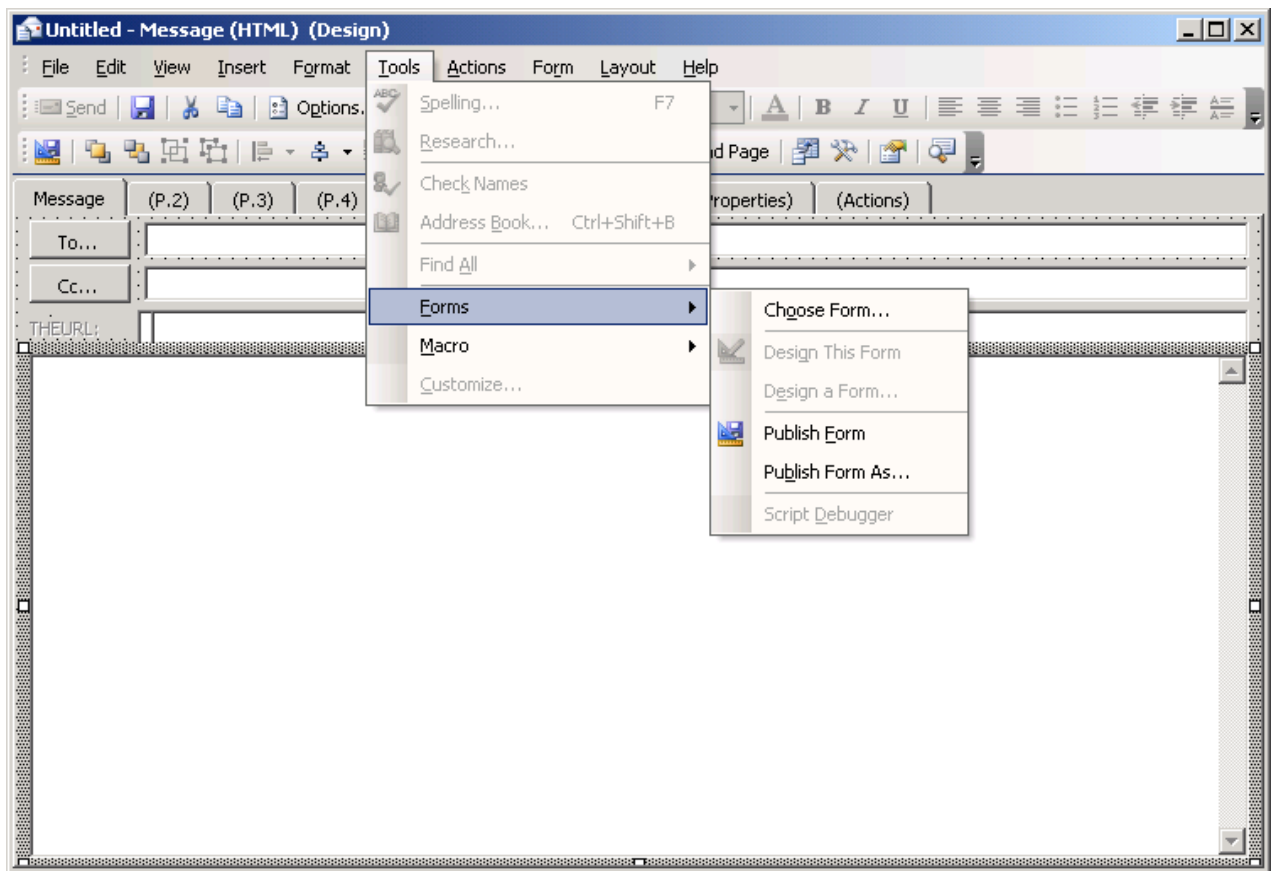 Untitled - Message (HTML) (Design)
File Edit View Insert Format Tools Actions Form Layout Help
Send Options. A B I U
Page
Message (P.2) (P.3) (P.4) (Actions)
To...
Cc...
THEURL:
ABC Spelling... F7
Research...
Check Names
Address Book... Ctrl+Shift+B
Find All
Forms
Macro
Customize...
Choose Form...
Design This Form
Design a Form...
Publish Form
Publish Form As...
Script Debugger